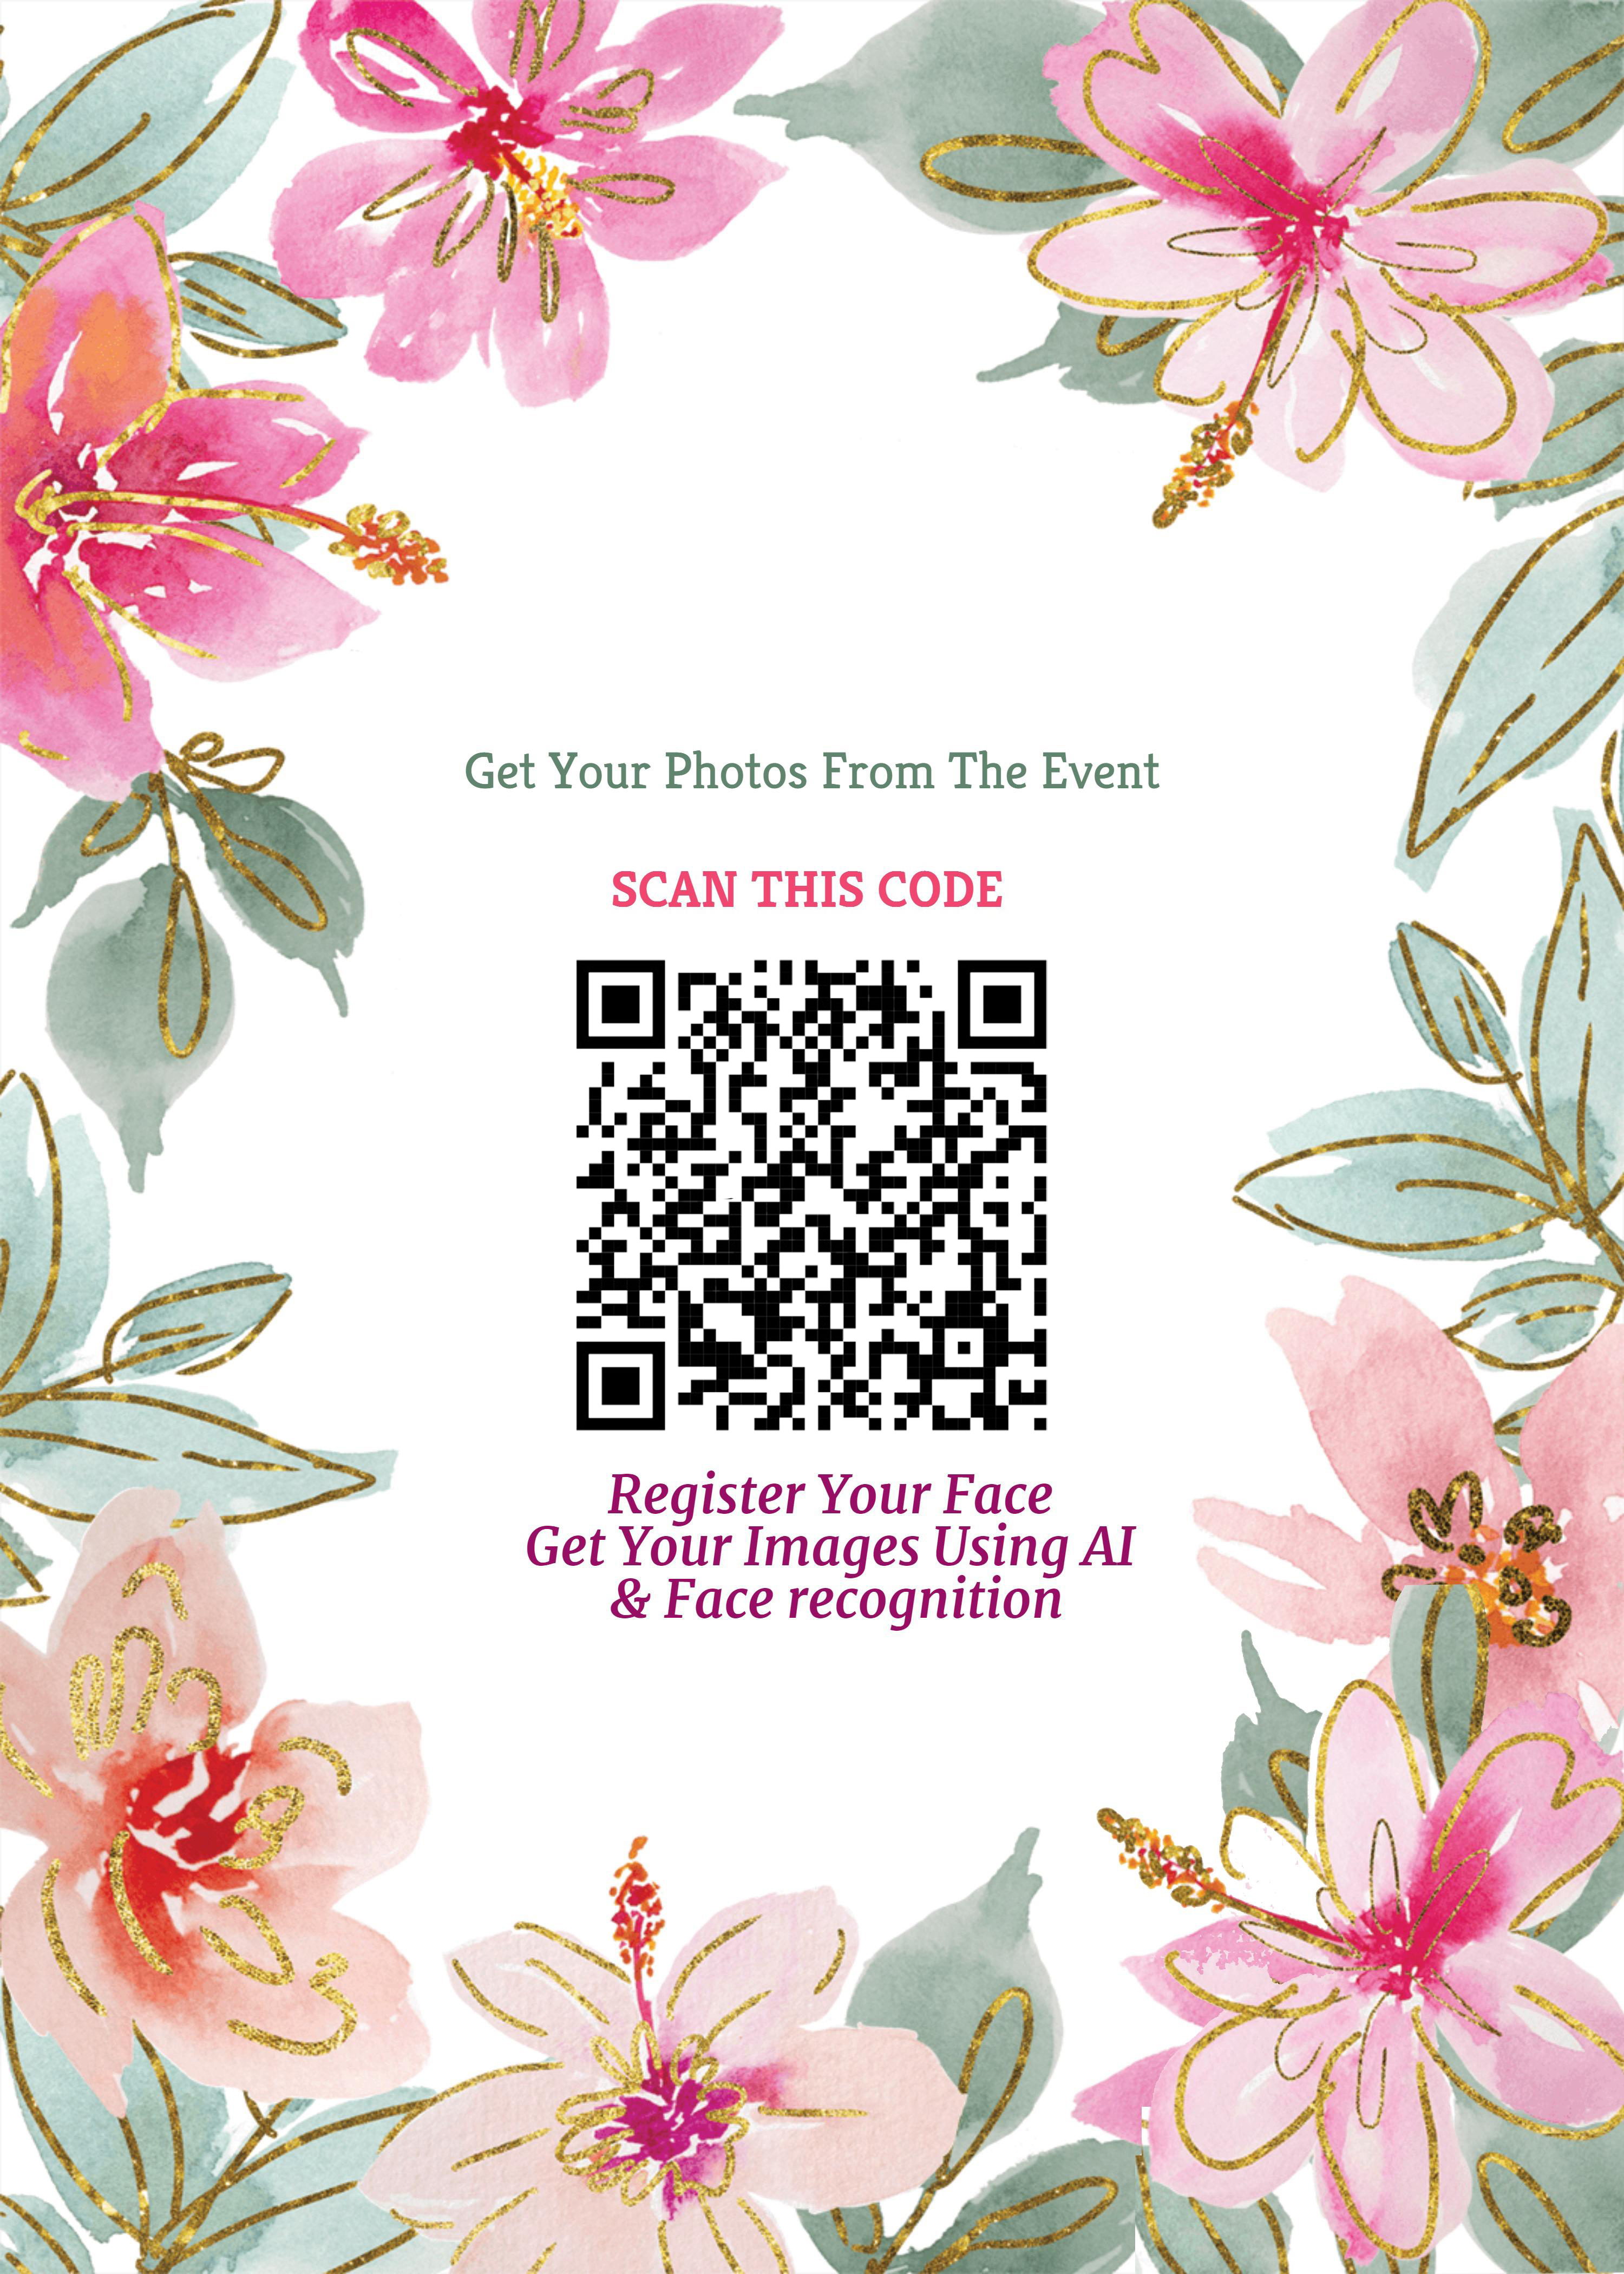 Get Your Photos From The Event
SCAN THIS CODE
Register Your Face
Get Your Images Using AI
& Face recognition